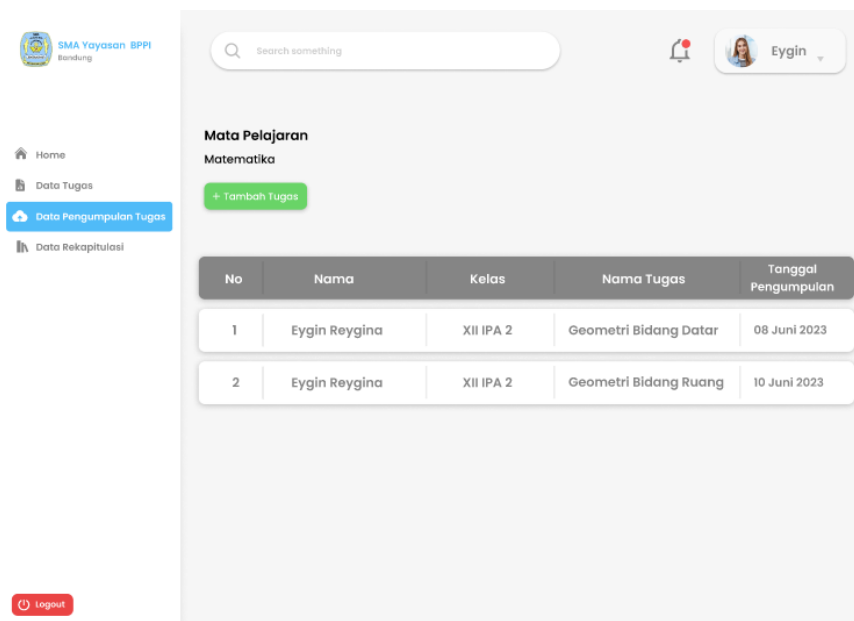 SMA Yayasan BPPI
Bandung
Search something
Eygin
Home
Data Tugas
Data Pengumpulan Tugas
Data Rekapitulasi
Logout
Mata Pelajaran
Matematika
+ Tambah Tugas
No Nama Kelas Nama Tugas Tanggal
Pengumpulan
1 Eygin Reygina XII IPA 2 Geometri Bidang Datar 08 Juni 2023
2 Eygin Reygina XII IPA 2 Geometri Bidang Ruang 10 Juni 2023